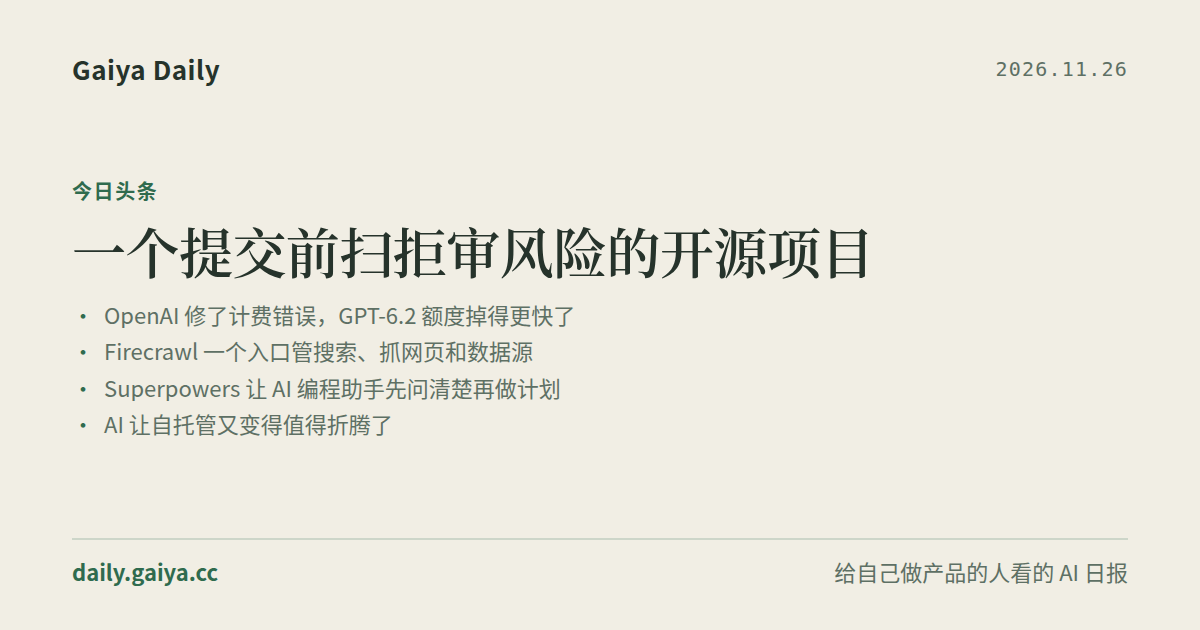 Gaiya Daily
2026.11.26
今日头条
一个提交前扫拒审风险的开源项目
• OpenAI 修了计费错误，GPT-6.2 额度掉得更快了
• Firecrawl 一个入口管搜索、抓网页和数据源
• Superpowers 让 AI 编程助手先问清楚再做计划
• AI 让自托管又变得值得折腾了
daily.gaiya.cc
给自己做产品的人看的 AI 日报